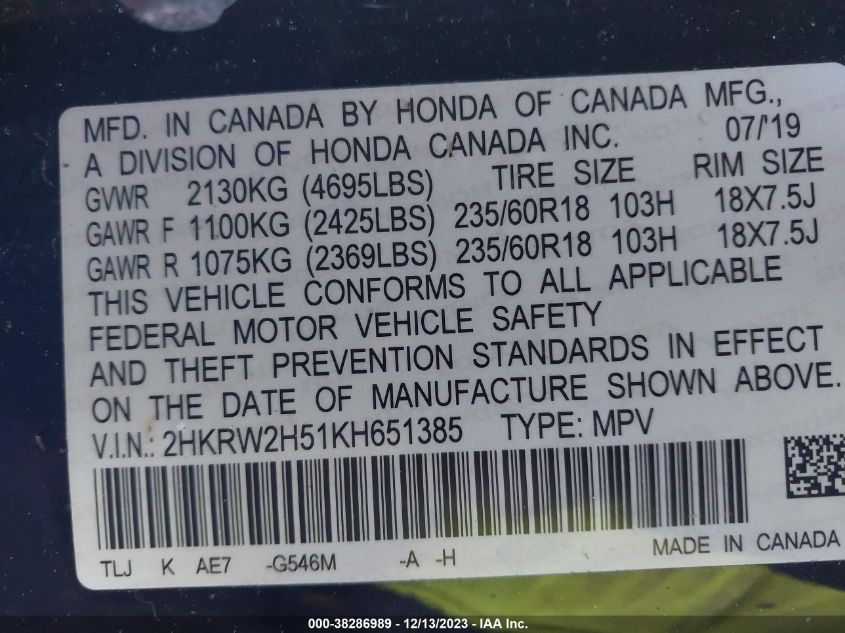 MFD. IN CANADA BY HONDA OF CANADA MFG.,
A DIVISION OF HONDA CANADA INC. 07/'19
GVWR 2130KG (4695LBS) TIRE SIZE RIM SIZE
GAWR F 1100KG (2425LBS) 235/60R18 103H 18X7.5J
GAWR R 1075KG (2369LBS) 235/60R18 103H 18X7.5J
THIS VEHICLE CONFORMS TO ALL APPLICABLE
FEDERAL MOTOR VEHICLE SAFETY
AND THEFT PREVENTION STANDARDS IN EFFECT
ON THE DATE OF MANUFACTURE SHOWN ABOVE.
V.I.N.: 2HKRW2H51KH651385 TYPE: MPV
TLJ K AE7 -G546M -A -H MADE IN CANADA
000-38286989 - 12/13/2023 - IAA Inc.